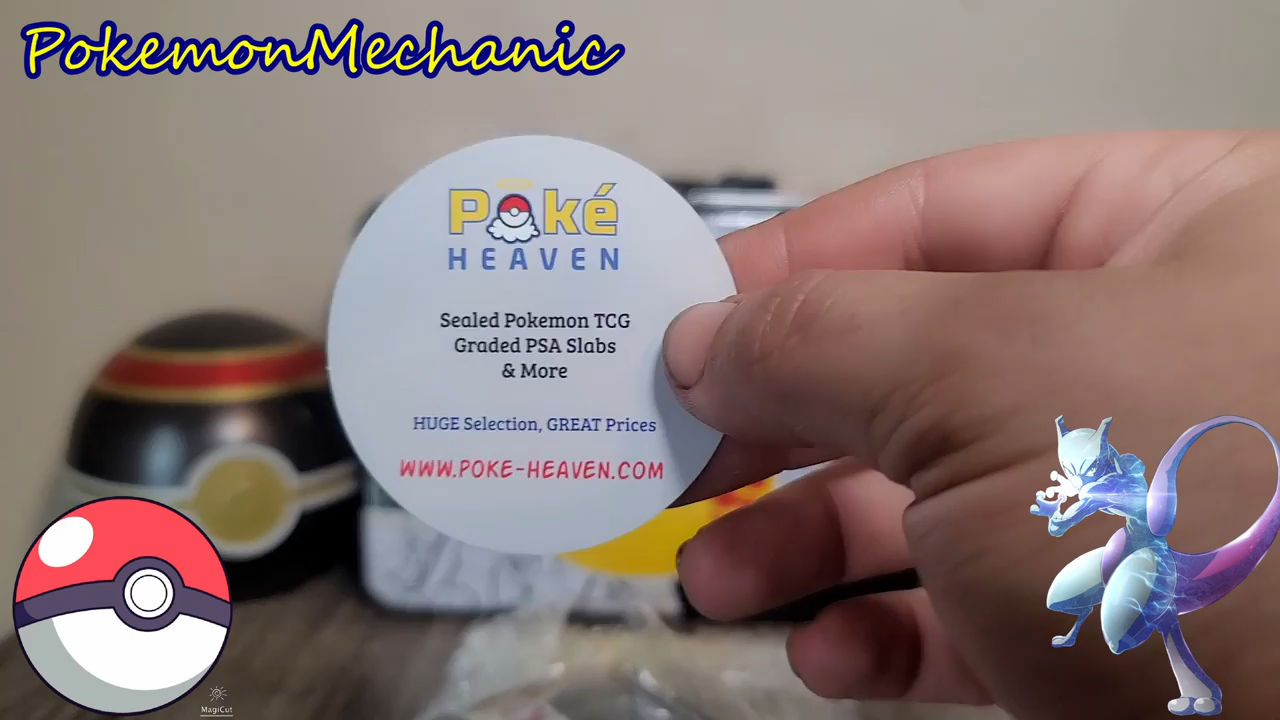 PokemonMechanic
Poké
HEAVEN
Sealed Pokemon TCG
Graded PSA Slabs
& More
HUGE Selection, GREAT Prices
WWW.POKE-HEAVEN.COM
MagiCut